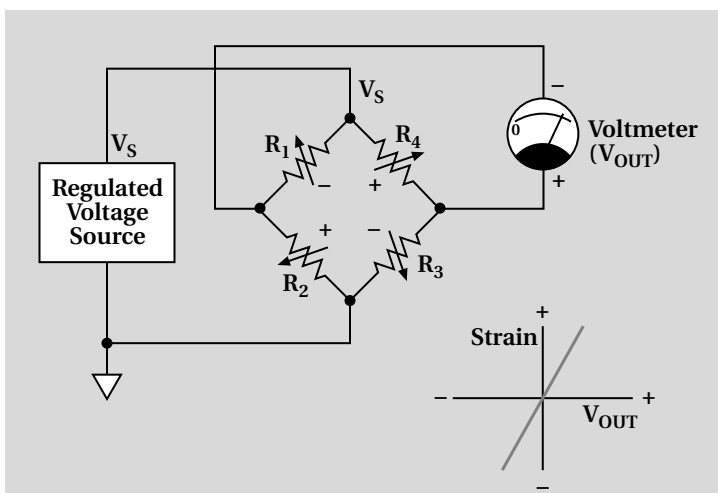 V_S
−
V_S
R_1
R_4
0
Voltmeter
(V_OUT)
−
+
+
Regulated
Voltage
Source
+
−
R_2
R_3
+
Strain
−
+
V_OUT
−